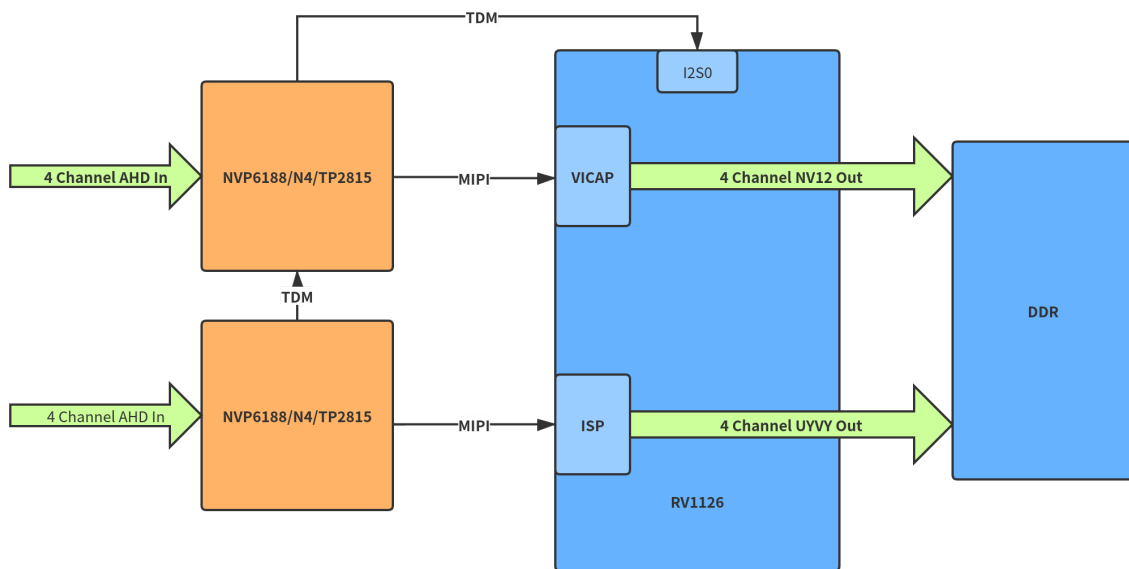 TDM
I2S0
4 Channel AHD In
NVP6188/N4/TP2815
MIPI
VICAP
4 Channel NV12 Out
TDM
DDR
4 Channel AHD In
NVP6188/N4/TP2815
MIPI
ISP
4 Channel UYVY Out
RV1126